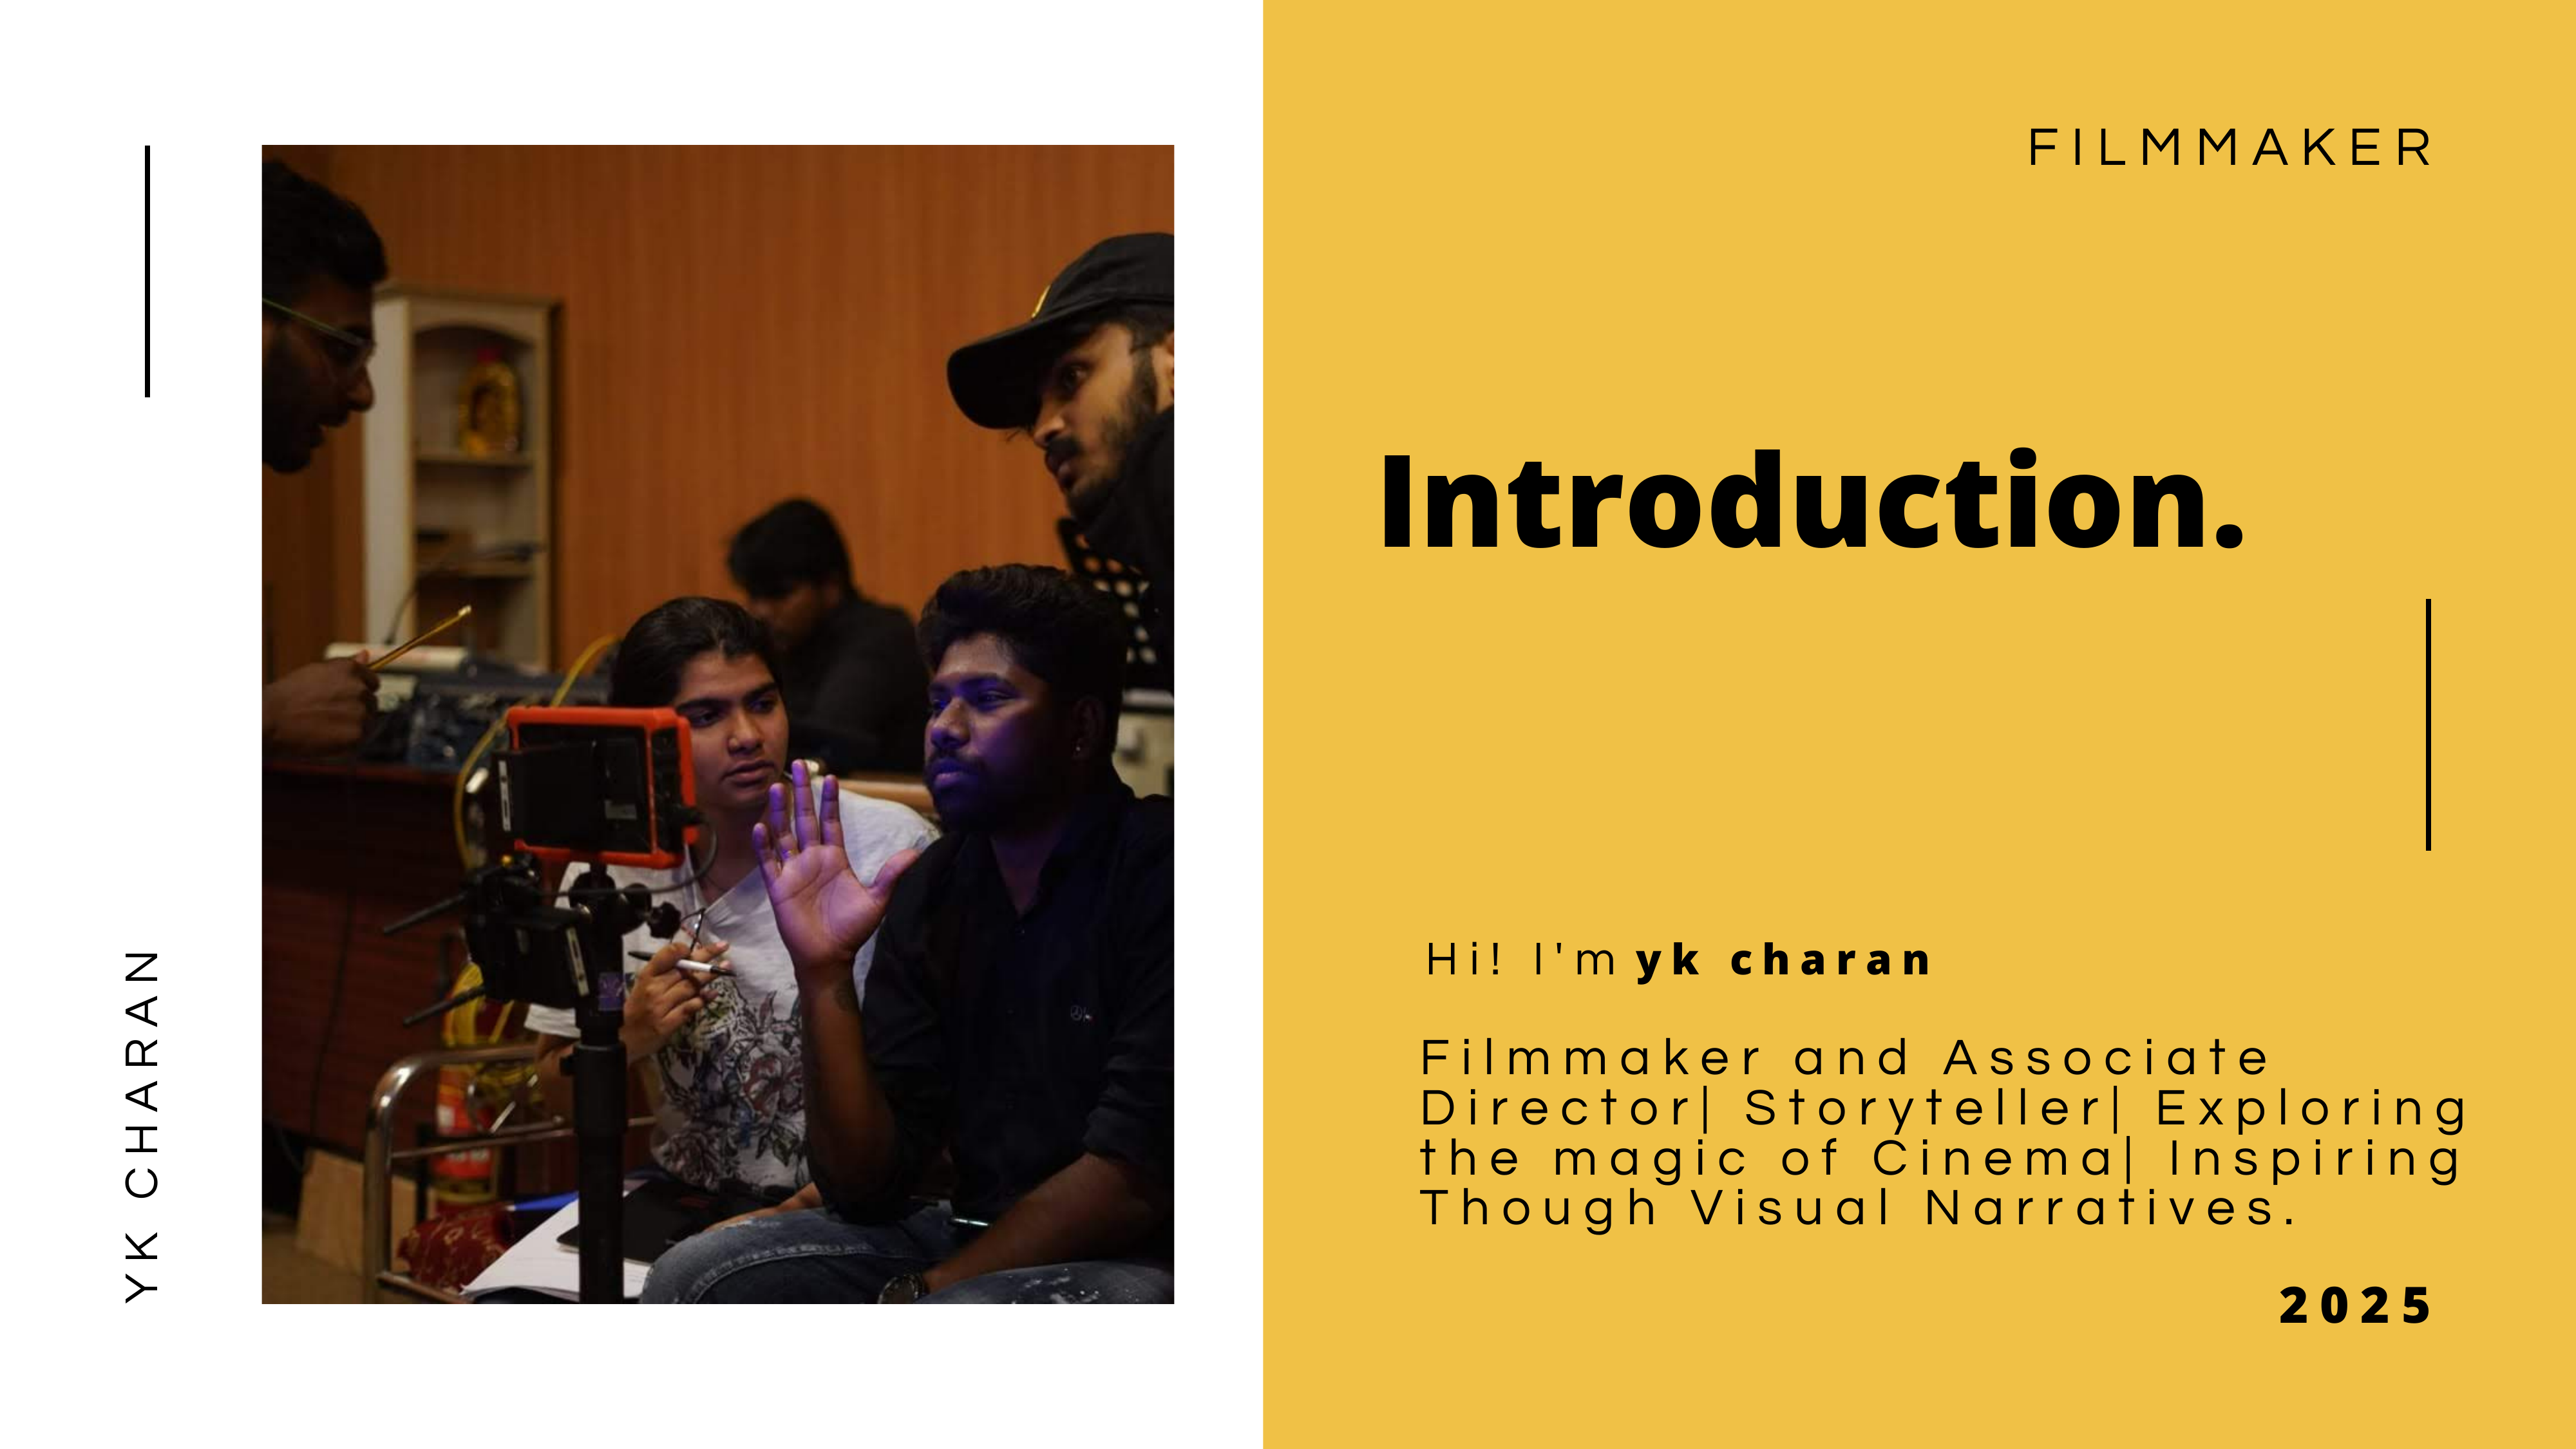 YK CHARAN
FILMMAKER
Introduction.
Hi! I'm yk charan
Filmmaker and Associate
Director| Storyteller| Exploring
the magic of Cinema| Inspiring
Though Visual Narratives.
2025